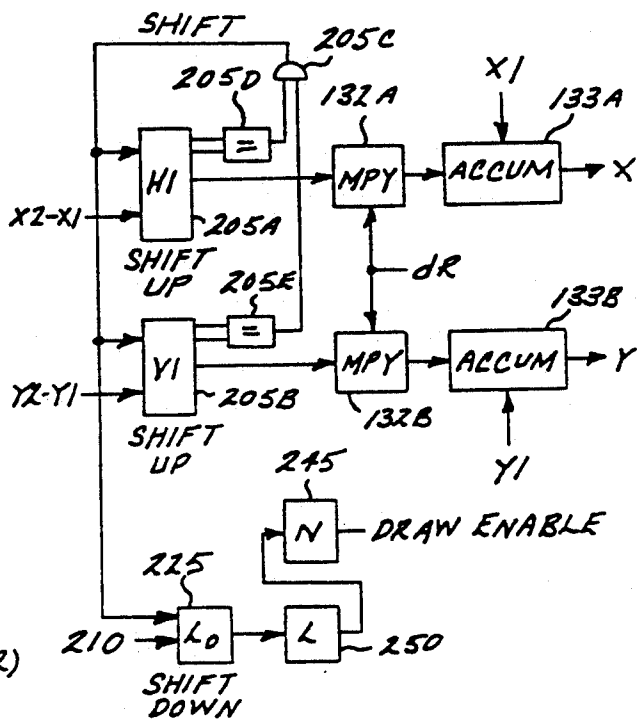 SHIFT
205C
205D
132A
X1
133A
=
H1
MPY
ACCUM
X
X2-X1
205A
SHIFT
UP
205E
dR
133B
=
Y1
MPY
ACCUM
Y
Y2-Y1
205B
132B
SHIFT
UP
Y1
245
N
DRAW ENABLE
225
210
L0
L
250
2)
SHIFT
DOWN